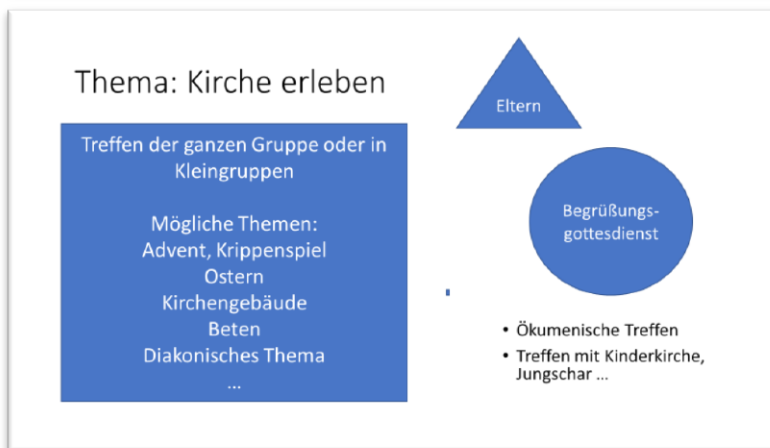 Thema: Kirche erleben
Treffen der ganzen Gruppe oder in
Kleingruppen
Mögliche Themen:
Advent, Krippenspiel
Ostern
Kirchengebäude
Beten
Diakonisches Thema
...
Eltern
Begrüßungs-
gottesdienst
• Ökumenische Treffen
• Treffen mit Kinderkirche,
Jungschar ...